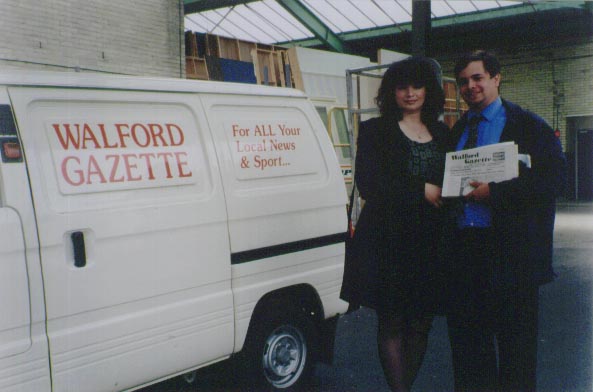 WALFORD
GAZETTE
For ALL Your
Local News
& Sport...
Walford
Gazette